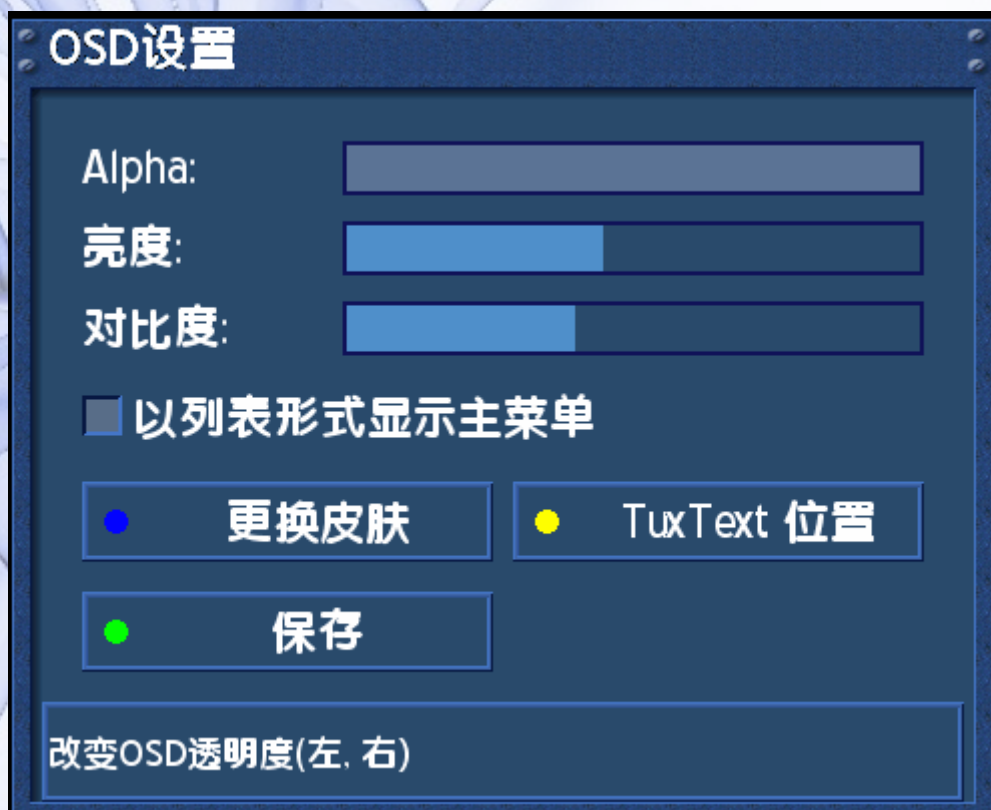 OSD设置
Alpha:
亮度:
对比度:
以列表形式显示主菜单
更换皮肤
TuxText 位置
保存
改变OSD透明度(左, 右)